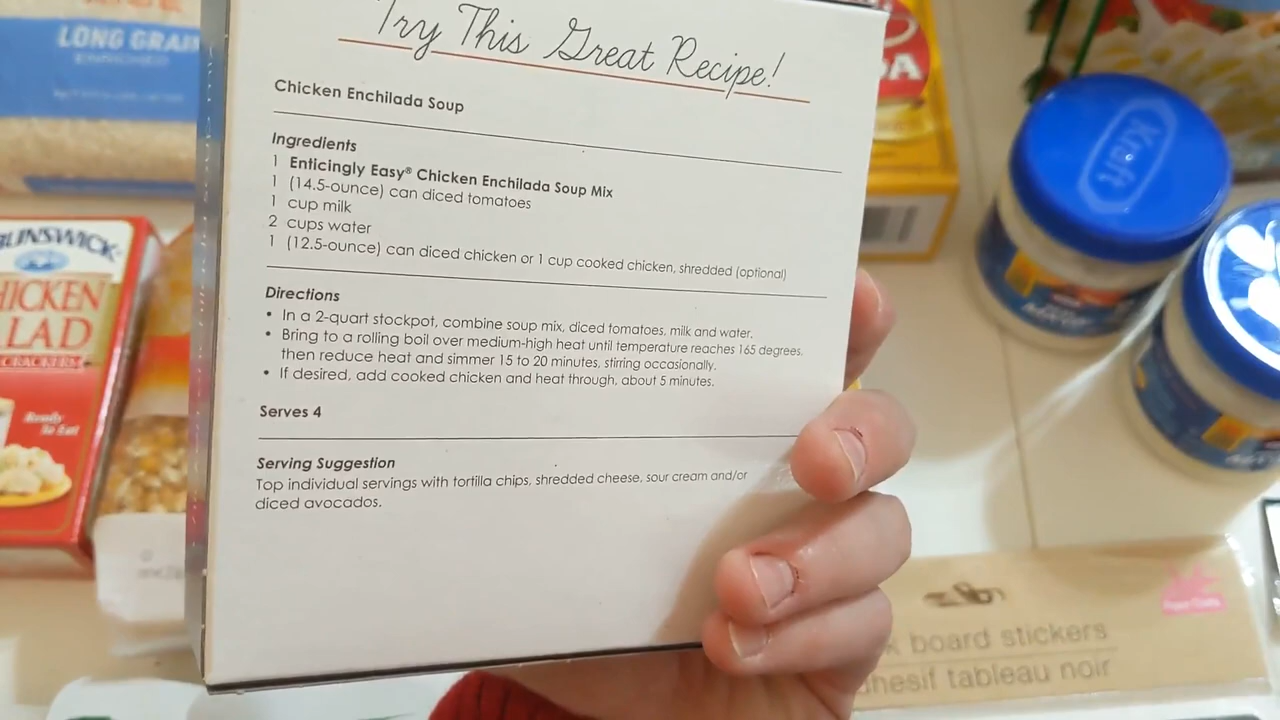 LONG GRAIN
ENRICHED
Try This Great Recipe!
Chicken Enchilada Soup
Ingredients
1 Enticingly Easy® Chicken Enchilada Soup Mix
1 (14.5-ounce) can diced tomatoes
1 cup milk
2 cups water
1 (12.5-ounce) can diced chicken or 1 cup cooked chicken, shredded (optional)
Directions
• In a 2-quart stockpot, combine soup mix, diced tomatoes, milk and water.
• Bring to a rolling boil over medium-high heat until temperature reaches 165 degrees,
then reduce heat and simmer 15 to 20 minutes, stirring occasionally.
• If desired, add cooked chicken and heat through, about 5 minutes.
Serves 4
Serving Suggestion
Top individual servings with tortilla chips, shredded cheese, sour cream and/or
diced avocados.
BRUNSWICK
HICKEN
LAD
CRACKERS
Ready
To Eat
DA
Kraft
k board stickers
dhesif tableau noir